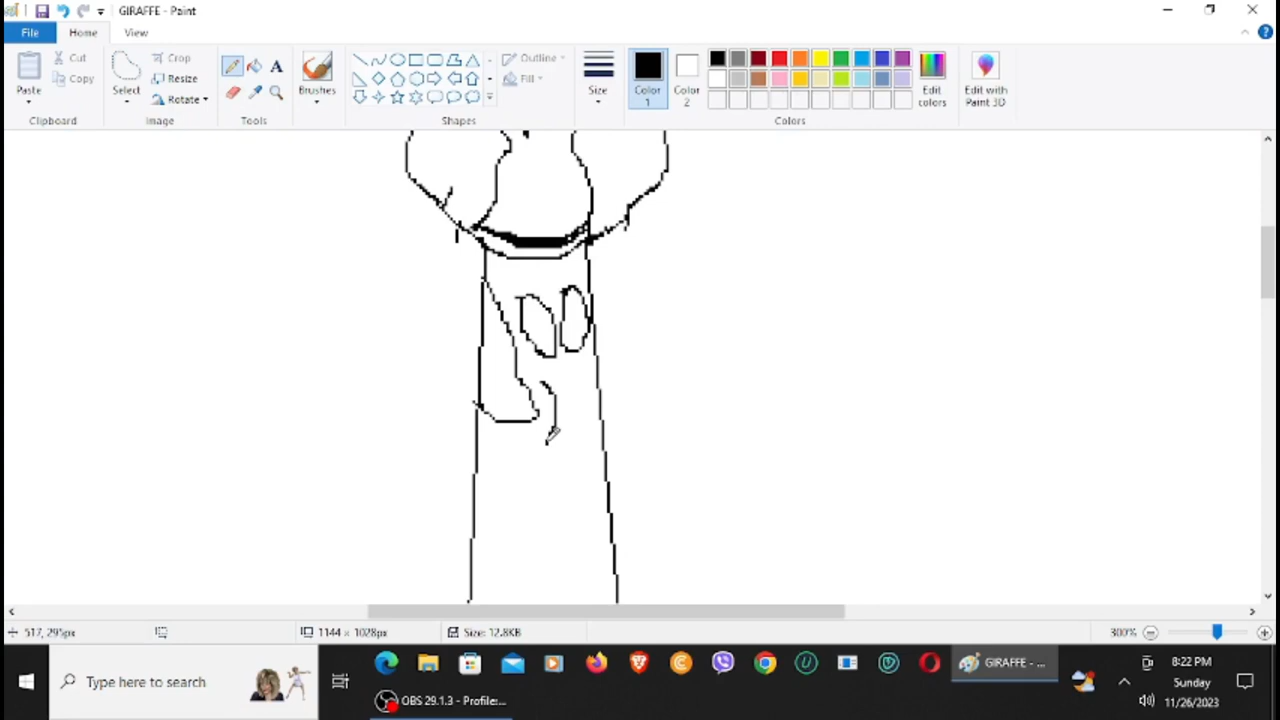 GIRAFFE - Paint
File Home View
Paste
Cut
Copy
Clipboard
Select
Crop
Resize
Rotate
Image
Tools
Brushes
Shapes
Outline
Fill
Size
Color 1
Color 2
Colors
Edit colors
Edit with Paint 3D
517, 295px
1144 × 1028px
Size: 12.8KB
300%
Type here to search
GIRAFFE - ...
OBS 29.1.3 - Profile:...
8:22 PM
Sunday
11/26/2023